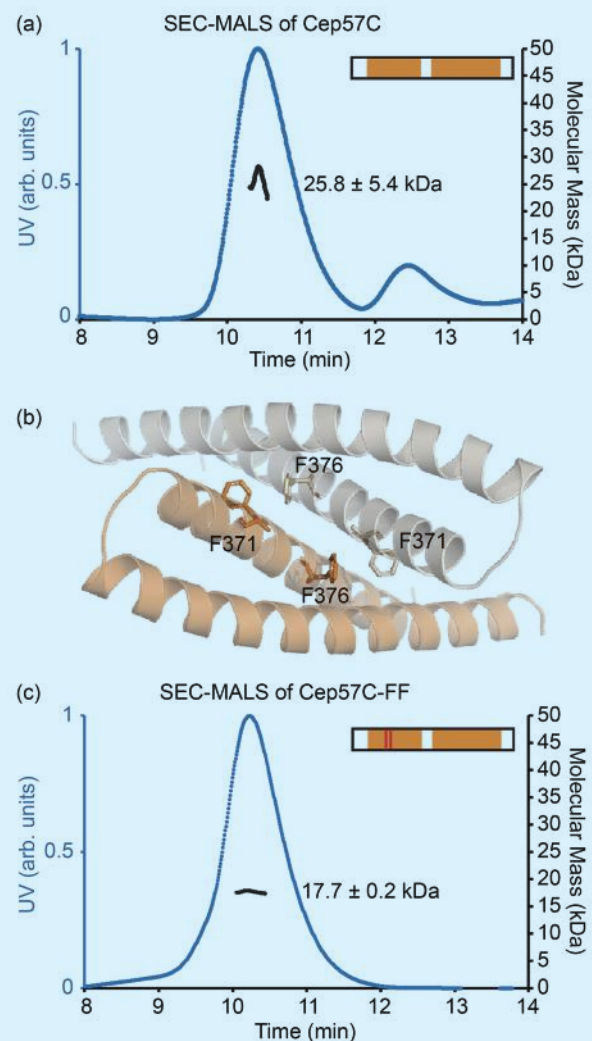 (a)
SEC-MALS of Cep57C
UV (arb. units)
1
0.5
0
50
45
40
35
30
25
20
15
10
5
0
Molecular Mass (kDa)
25.8 ± 5.4 kDa
8 9 10 11 12 13 14
Time (min)
(b)
F376
F371
F371
F376
(c)
SEC-MALS of Cep57C-FF
UV (arb. units)
1
0.5
0
50
45
40
35
30
25
20
15
10
5
0
Molecular Mass (kDa)
17.7 ± 0.2 kDa
8 9 10 11 12 13 14
Time (min)